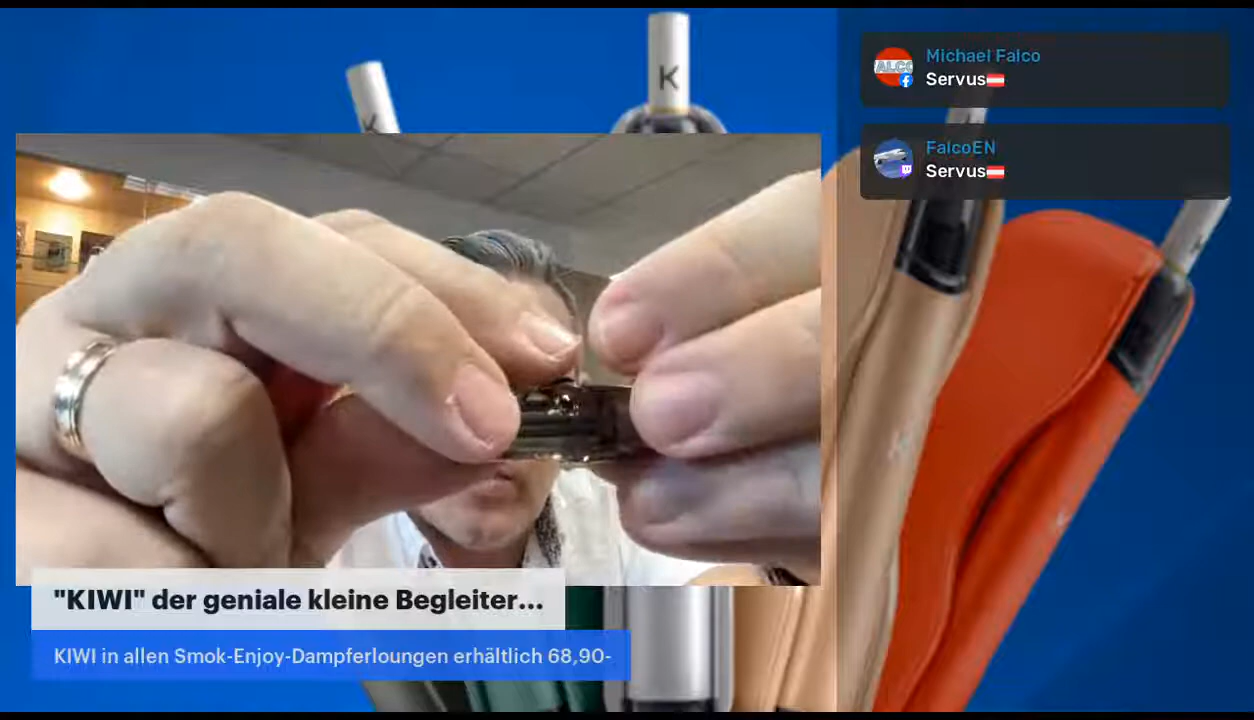 K
K
Michael Falco
Servus🇦🇹
FALCO
FalcoEN
Servus🇦🇹
"KIWI" der geniale kleine Begleiter...
KIWI in allen Smok-Enjoy-Dampferloungen erhältlich 68,90-